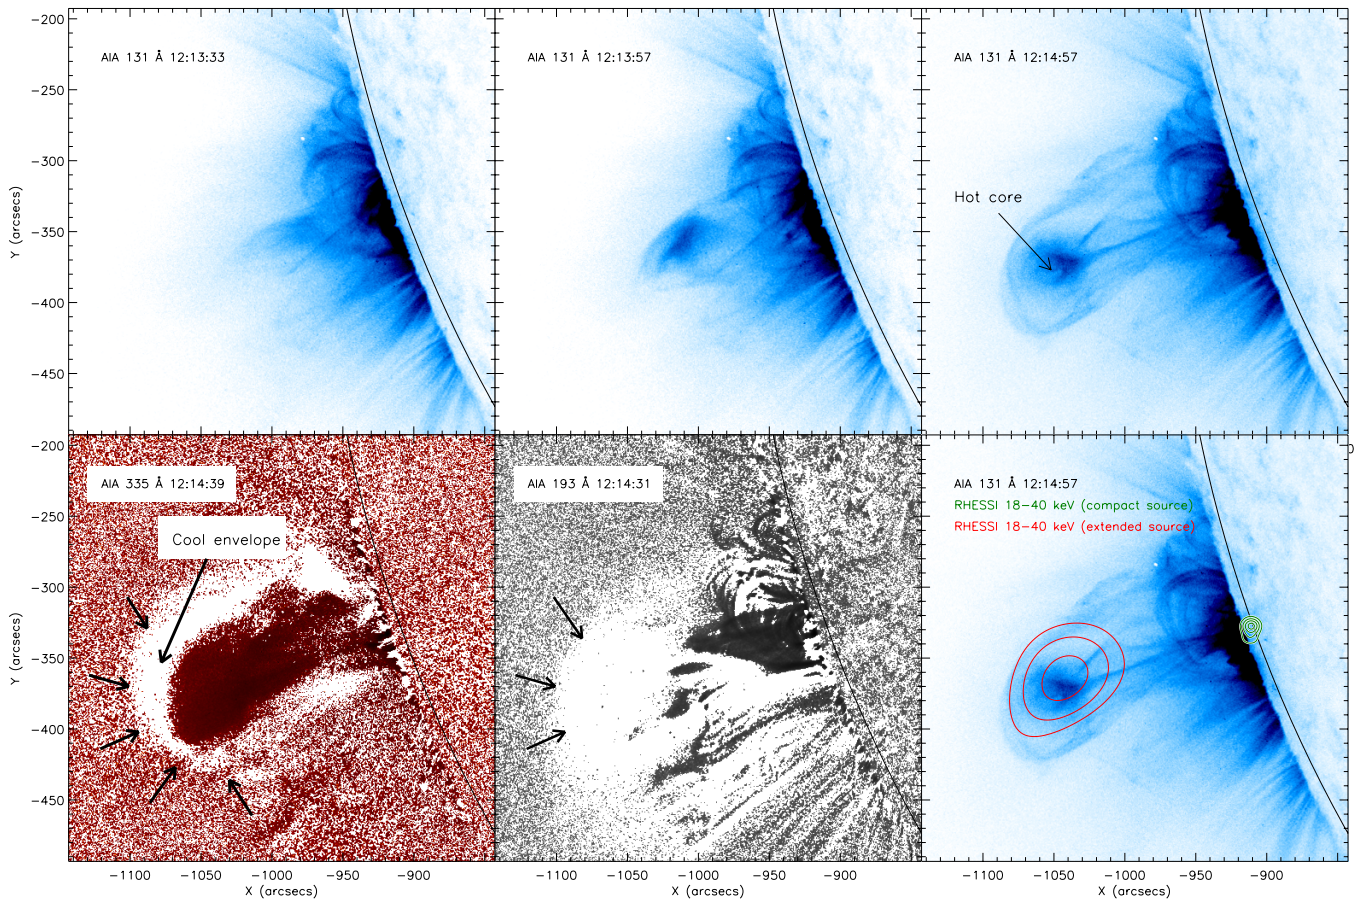 AIA 131 Å 12:13:33
AIA 131 Å 12:13:57
AIA 131 Å 12:14:57
Hot core
−200
−250
−300
−350
−400
−450
Y (arcsecs)
AIA 335 Å 12:14:39
Cool envelope
AIA 193 Å 12:14:31
AIA 131 Å 12:14:57
RHESSI 18−40 keV (compact source)
RHESSI 18−40 keV (extended source)
−200
−250
−300
−350
−400
−450
Y (arcsecs)
−1100 −1050 −1000 −950 −900
X (arcsecs)
−1100 −1050 −1000 −950 −900
X (arcsecs)
−1100 −1050 −1000 −950 −900
X (arcsecs)